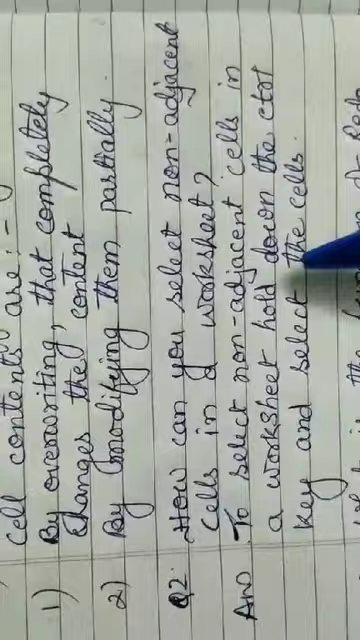 cell contents are :-
1) By overwriting, that completely
changes the content
2) By modifying them partially.
Q2. How can you select non-adjacent
cells in a worksheet?
Ans. To select non-adjacent cells in
a worksheet hold down the ctrl
key and select the cells.